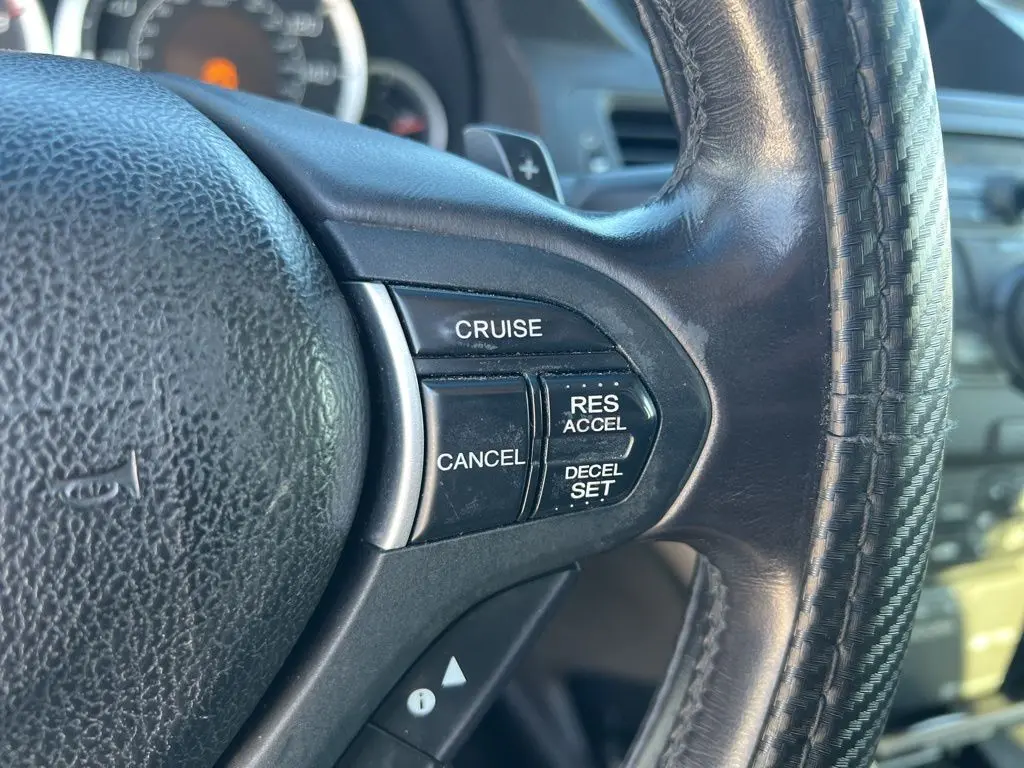 CRUISE
CANCEL
RES
ACCEL
DECEL
SET
+
i